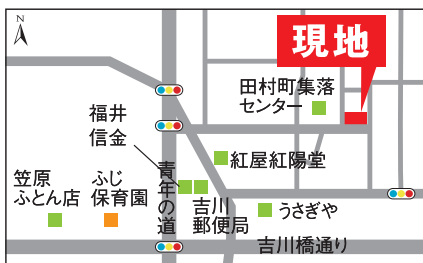 N
現地
田村町集落
センター
福井
信金
紅屋紅陽堂
青年の道
笠原
ふとん店
ふじ
保育園
吉川
郵便局
うさぎや
吉川橋通り